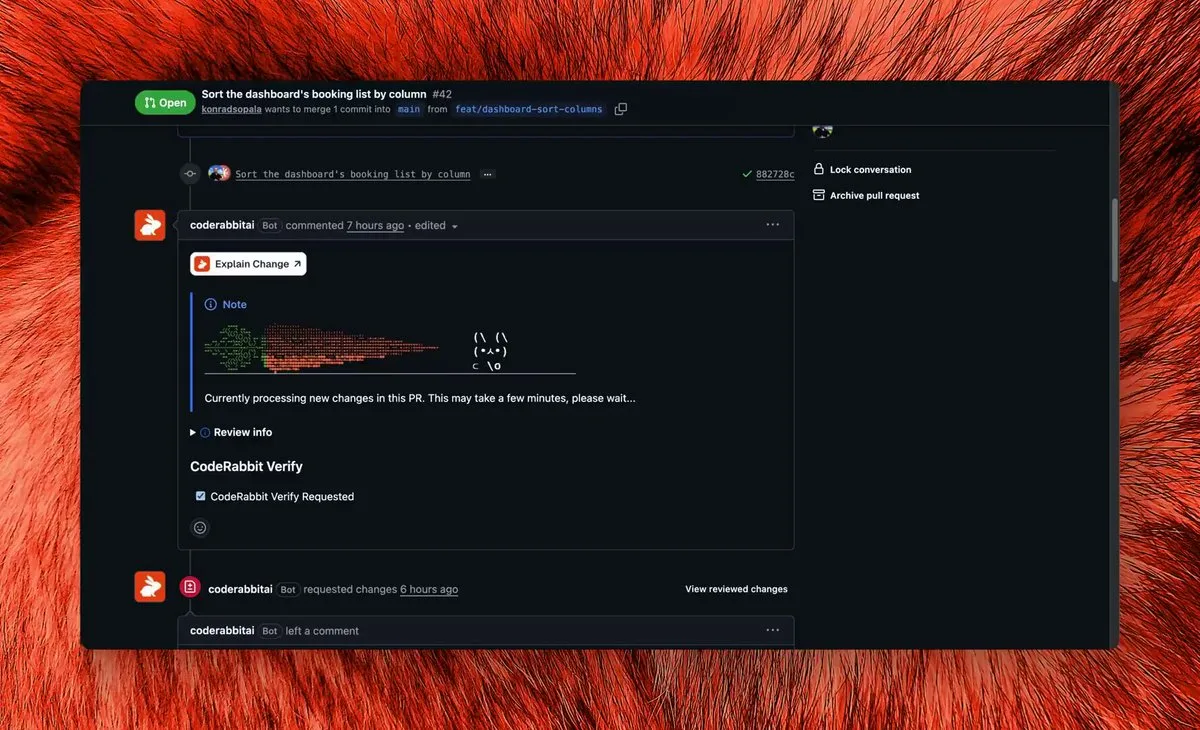 Open
Sort the dashboard's booking list by column #42
konradsopala wants to merge 1 commit into main from feat/dashboard-sort-columns
Sort the dashboard's booking list by column ...
882728c
Lock conversation
Archive pull request
coderabbitai Bot commented 7 hours ago • edited
Explain Change ↗
Note
(\ (\
(•ㅅ•)
⊂ \o
Currently processing new changes in this PR. This may take a few minutes, please wait...
Review info
CodeRabbit Verify
CodeRabbit Verify Requested
coderabbitai Bot requested changes 6 hours ago
View reviewed changes
coderabbitai Bot left a comment